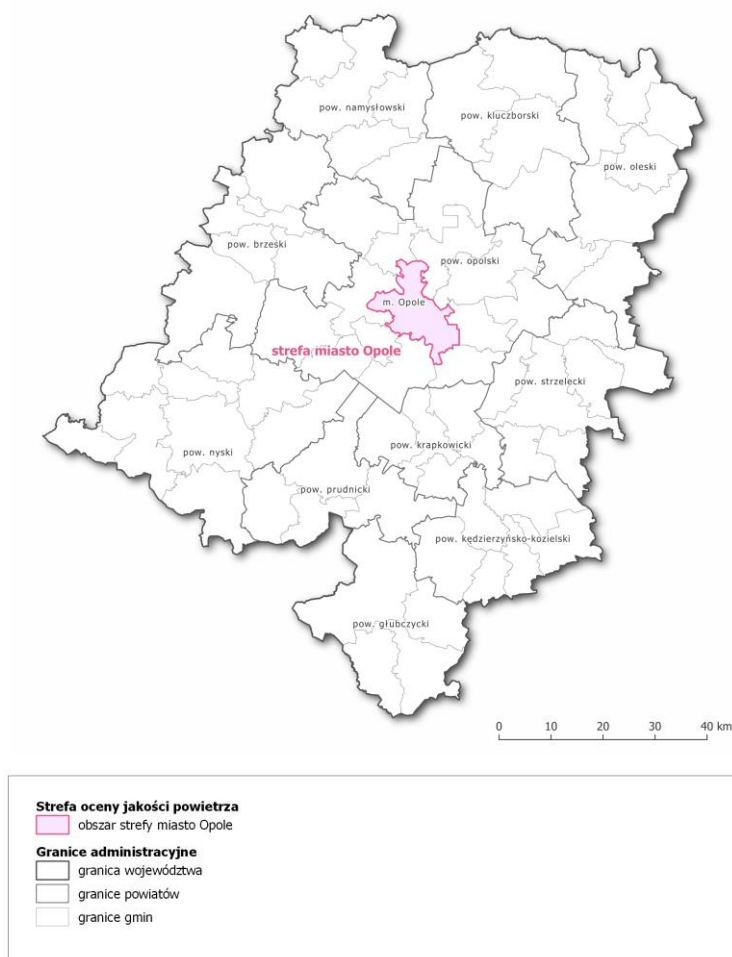 pow. namysłowski
pow. kluczborski
pow. oleski
pow. brzeski
pow. opolski
m. Opole
strefa miasto Opole
pow. strzelecki
pow. krapkowicki
pow. nyski
pow. prudnicki
pow. kędzierzyńsko-kozielski
pow. głubczycki
0 10 20 30 40 km
Strefa oceny jakości powietrza
obszar strefy miasto Opole
Granice administracyjne
granica województwa
granice powiatów
granice gmin